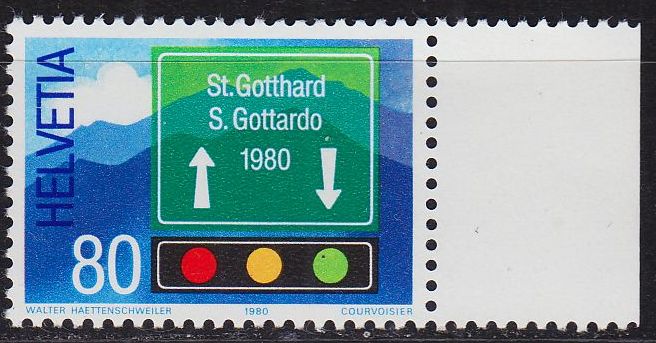 HELVETIA
St. Gotthard
S. Gottardo
1980
80
WALTER HAETTENSCHWEILER 1980 COURVOISIER